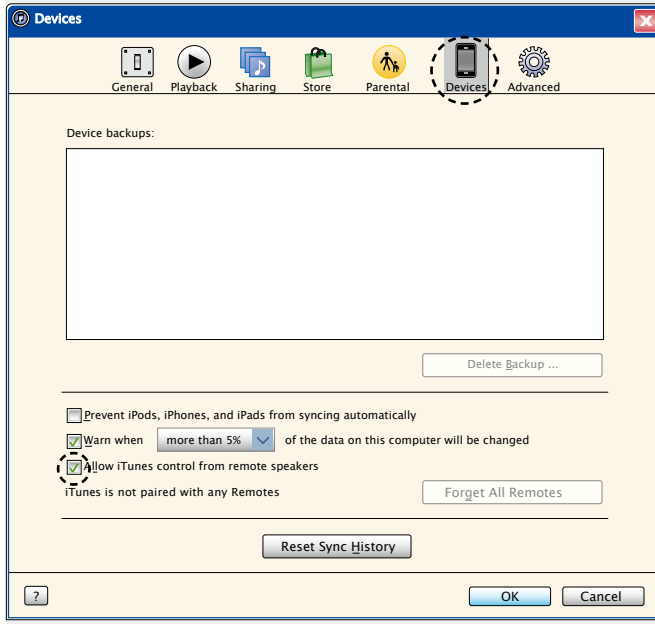 Devices
General Playback Sharing Store Parental Devices Advanced
Device backups:
Delete Backup ...
Prevent iPods, iPhones, and iPads from syncing automatically
Warn when more than 5% of the data on this computer will be changed
Allow iTunes control from remote speakers
iTunes is not paired with any Remotes Forget All Remotes
Reset Sync History
? OK Cancel